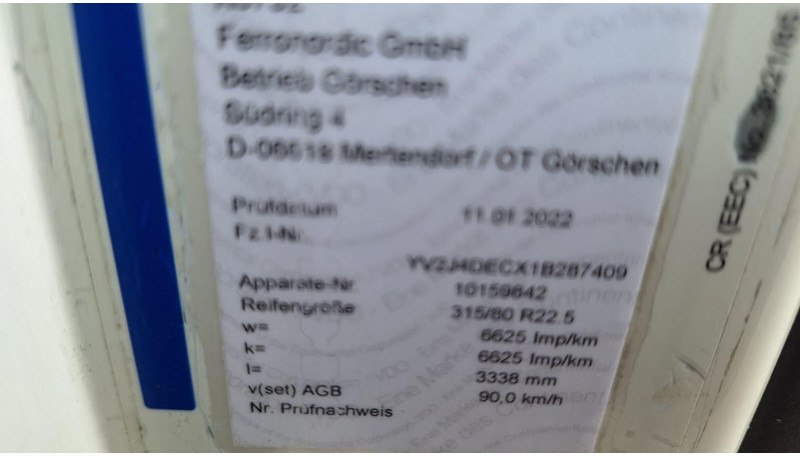 Ferronordic GmbH
Betrieb Görschen
Südring 4
D-06618 Mertendorf / OT Görschen
Prüfdatum 11.01.2022
Fz.I-Nr.
YV2J4DECX1B287409
Apparate-Nr. 10159842
Reifengröße 315/80 R22.5
w= 6625 Imp/km
k= 6625 Imp/km
l= 3338 mm
v(set) AGB 90,0 km/h
Nr. Prüfnachweis
CR (EEC)